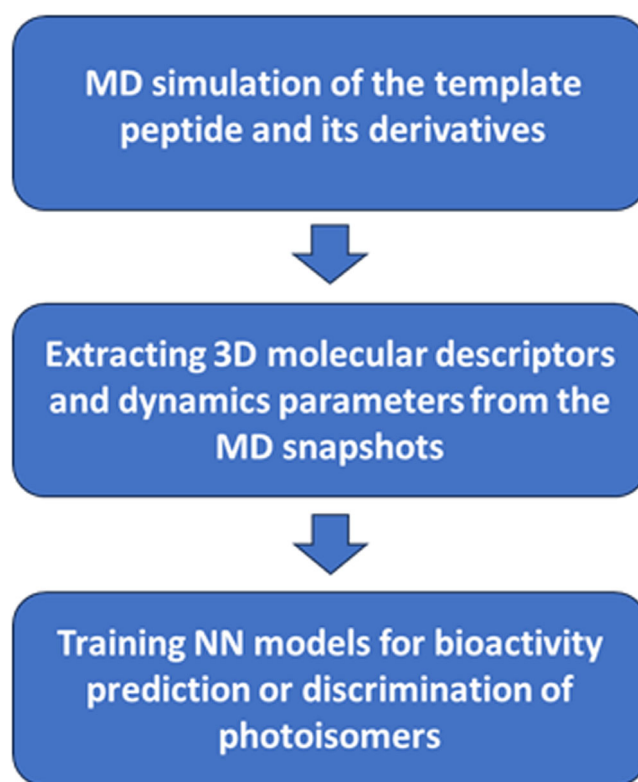 MD simulation of the template
peptide and its derivatives
Extracting 3D molecular descriptors
and dynamics parameters from the
MD snapshots
Training NN models for bioactivity
prediction or discrimination of
photoisomers